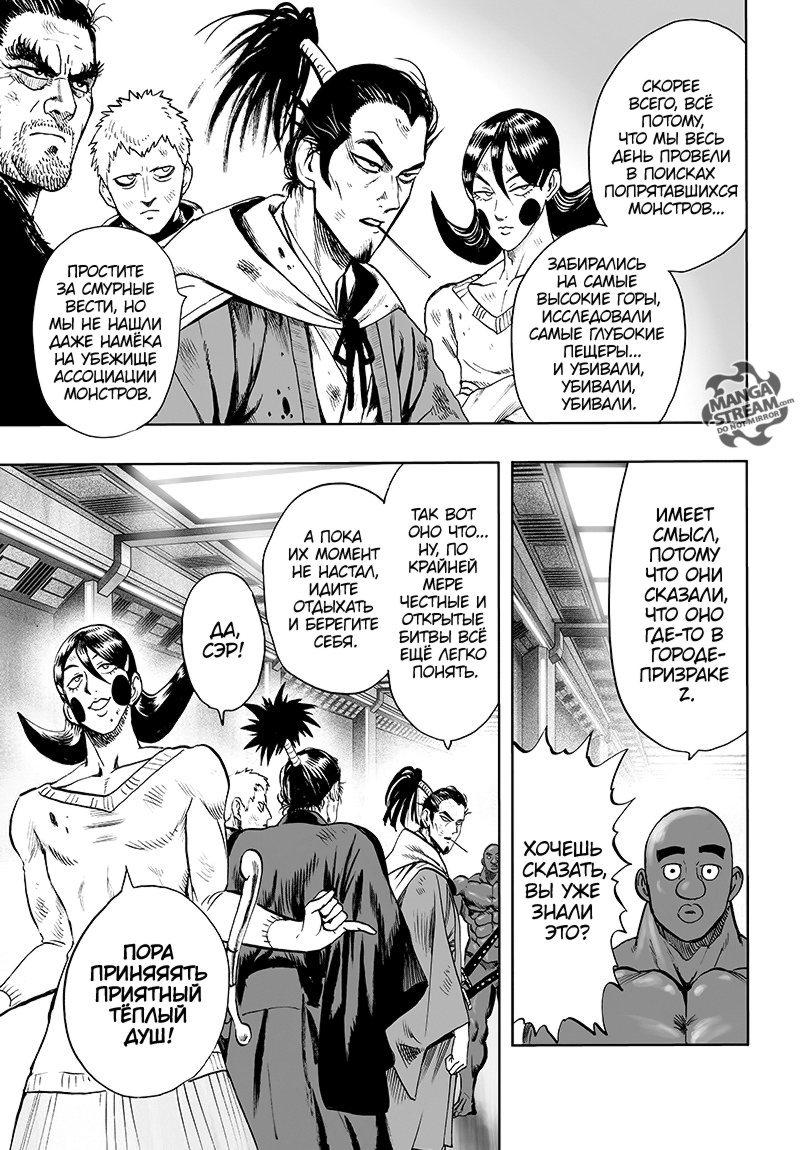 СКОРЕЕ
ВСЕГО, ВСЁ
ПОТОМУ,
ЧТО МЫ ВЕСЬ
ДЕНЬ ПРОВЕЛИ
В ПОИСКАХ
ПОПРЯТАВШИХСЯ
МОНСТРОВ...
ЗАБИРАЛИСЬ
НА САМЫЕ
ВЫСОКИЕ ГОРЫ,
ИССЛЕДОВАЛИ
САМЫЕ ГЛУБОКИЕ
ПЕЩЕРЫ...
И УБИВАЛИ,
УБИВАЛИ,
УБИВАЛИ.
ПРОСТИТЕ
ЗА СМУРНЫЕ
ВЕСТИ, НО
МЫ НЕ НАШЛИ
ДАЖЕ НАМЁКА
НА УБЕЖИЩЕ
АССОЦИАЦИИ
МОНСТРОВ.
MANGA
STREAM.com
DO NOT MIRROR
ИМЕЕТ
СМЫСЛ,
ПОТОМУ
ЧТО ОНИ
СКАЗАЛИ,
ЧТО ОНО
ГДЕ-ТО В
ГОРОДЕ-
ПРИЗРАКЕ
Z.
ХОЧЕШЬ
СКАЗАТЬ,
ВЫ УЖЕ
ЗНАЛИ
ЭТО?
ТАК ВОТ
ОНО ЧТО...
НУ, ПО
КРАЙНЕЙ
МЕРЕ
ЧЕСТНЫЕ И
ОТКРЫТЫЕ
БИТВЫ ВСЁ
ЕЩЁ ЛЕГКО
ПОНЯТЬ.
А ПОКА
ИХ МОМЕНТ
НЕ НАСТАЛ,
ИДИТЕ
ОТДЫХАТЬ
И БЕРЕГИТЕ
СЕБЯ.
ДА,
СЭР!
ПОРА
ПРИНЯЯЯТЬ
ПРИЯТНЫЙ
ТЁПЛЫЙ
ДУШ!